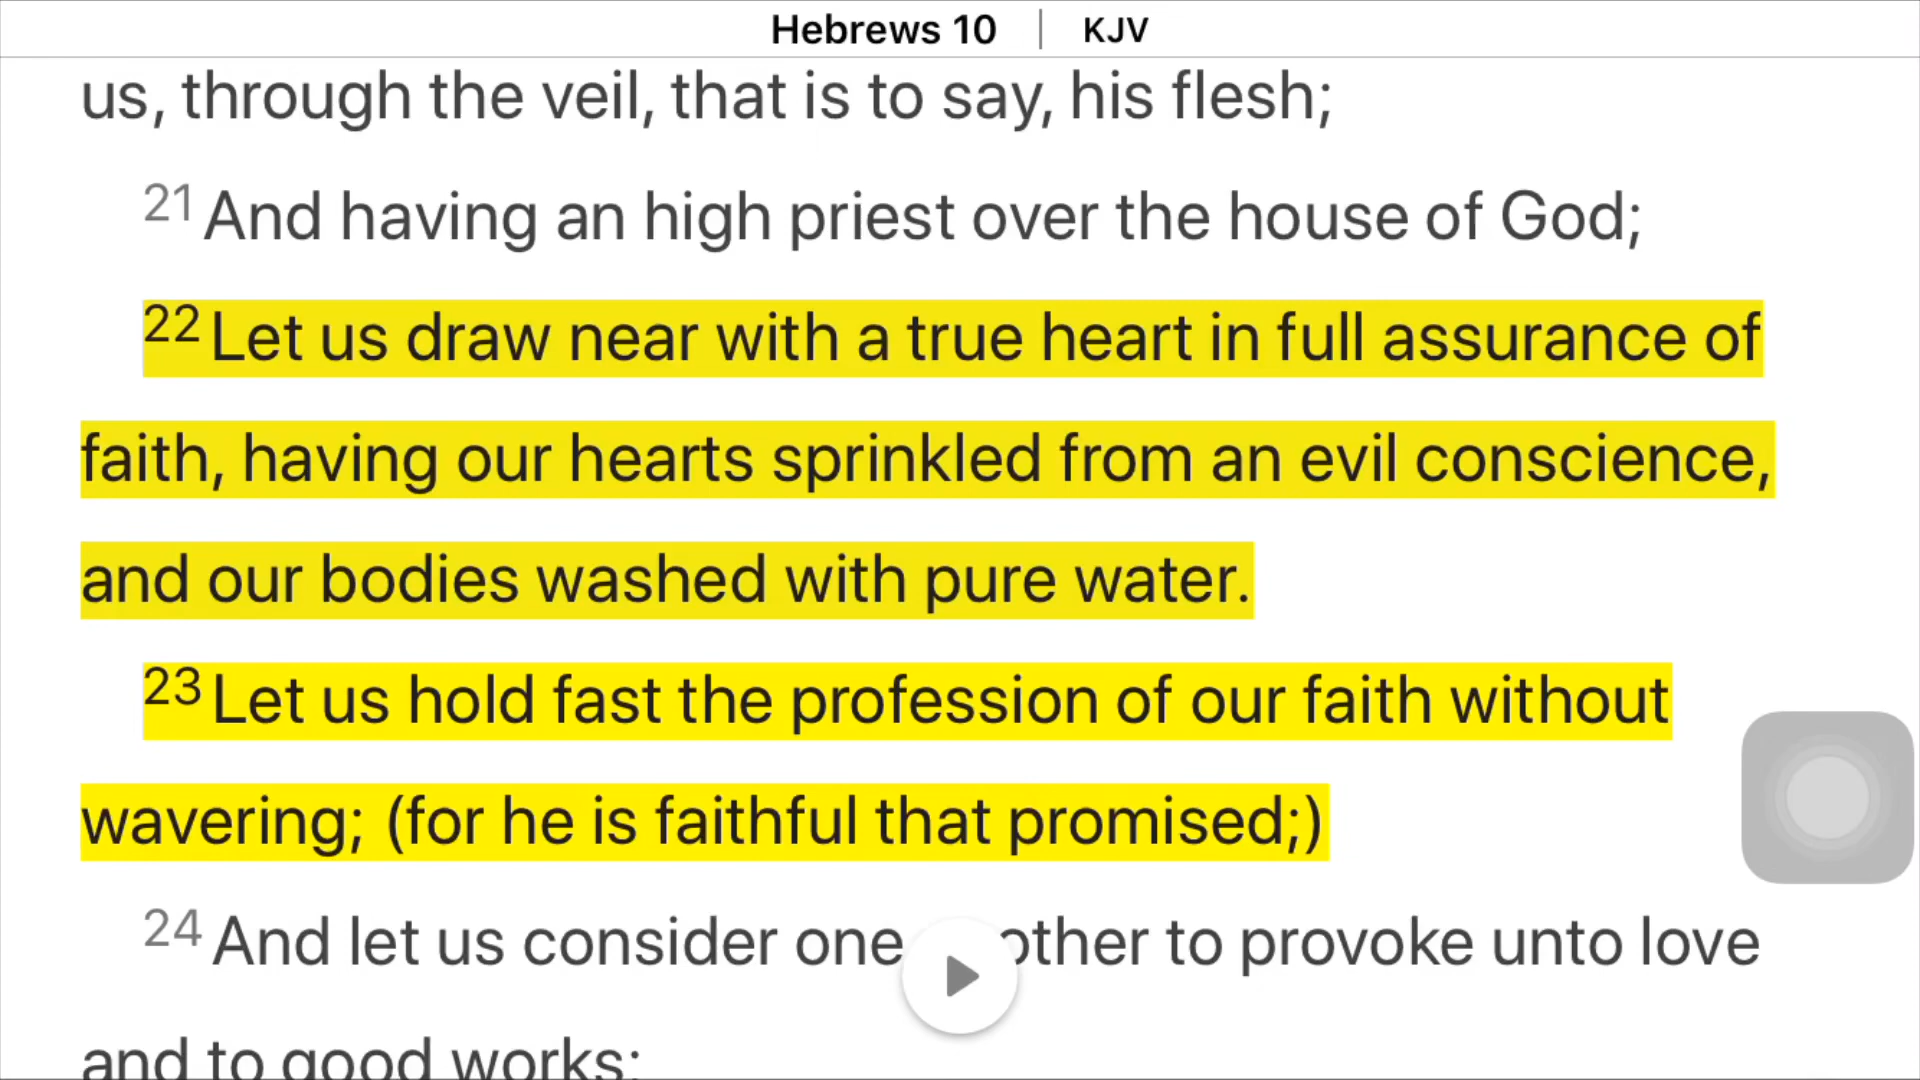 Hebrews 10 | KJV
us, through the veil, that is to say, his flesh;
21 And having an high priest over the house of God;
22 Let us draw near with a true heart in full assurance of
faith, having our hearts sprinkled from an evil conscience,
and our bodies washed with pure water.
23 Let us hold fast the profession of our faith without
wavering; (for he is faithful that promised;)
24 And let us consider one other to provoke unto love
and to good works: